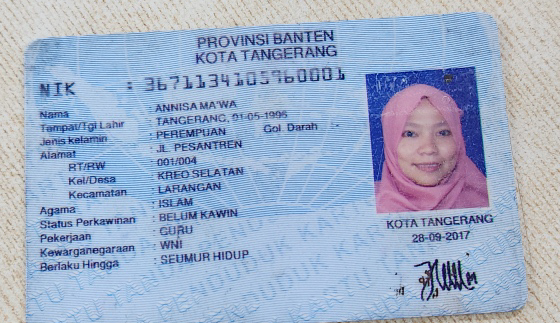 PROVINSI BANTEN
KOTA TANGERANG
NIK : 3671134105960001
Nama : ANNISA MA'WA
Tempat/Tgl Lahir : TANGERANG, 01-05-1996
Jenis kelamin : PEREMPUAN Gol. Darah -
Alamat : JL. PESANTREN
RT/RW : 001/004
Kel/Desa : KREO SELATAN
Kecamatan : LARANGAN
Agama : ISLAM
Status Perkawinan : BELUM KAWIN
Pekerjaan : GURU
Kewarganegaraan : WNI
Berlaku Hingga : SEUMUR HIDUP
KOTA TANGERANG
28-09-2017